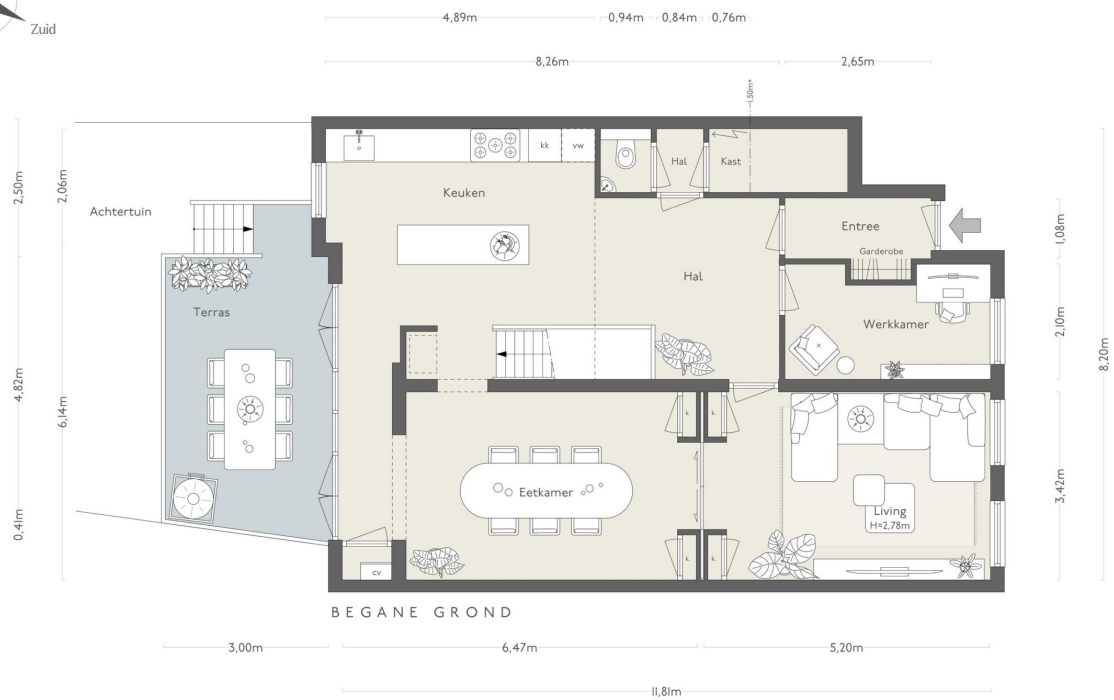 Zuid
4,89m
0,94m
0,84m
0,76m
8,26m
2,65m
1,50m+
2,50m
2,06m
Achtertuin
kk
vw
Hal
Kast
Keuken
Entree
Garderobe
1,08m
Hal
Terras
Werkkamer
2,10m
8,20m
4,82m
6,14m
k.
k.
Eetkamer
Living
H=2,78m
3,42m
0,41m
k.
k.
cv
BEGANE GROND
3,00m
6,47m
5,20m
11,81m